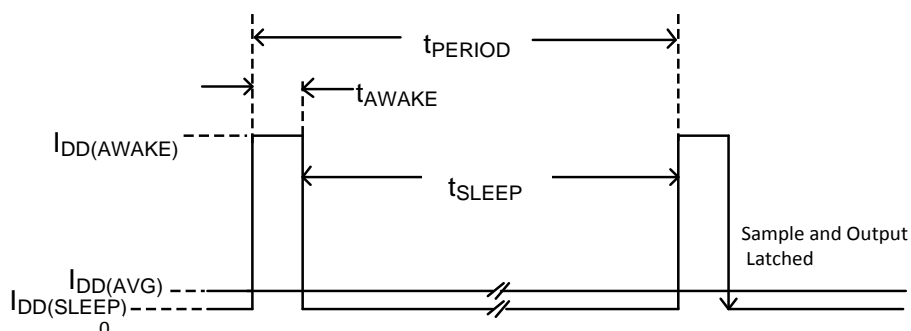 tPERIOD
tAWAKE
IDD(AWAKE)
tSLEEP
Sample and Output
Latched
IDD(AVG)
IDD(SLEEP)
0